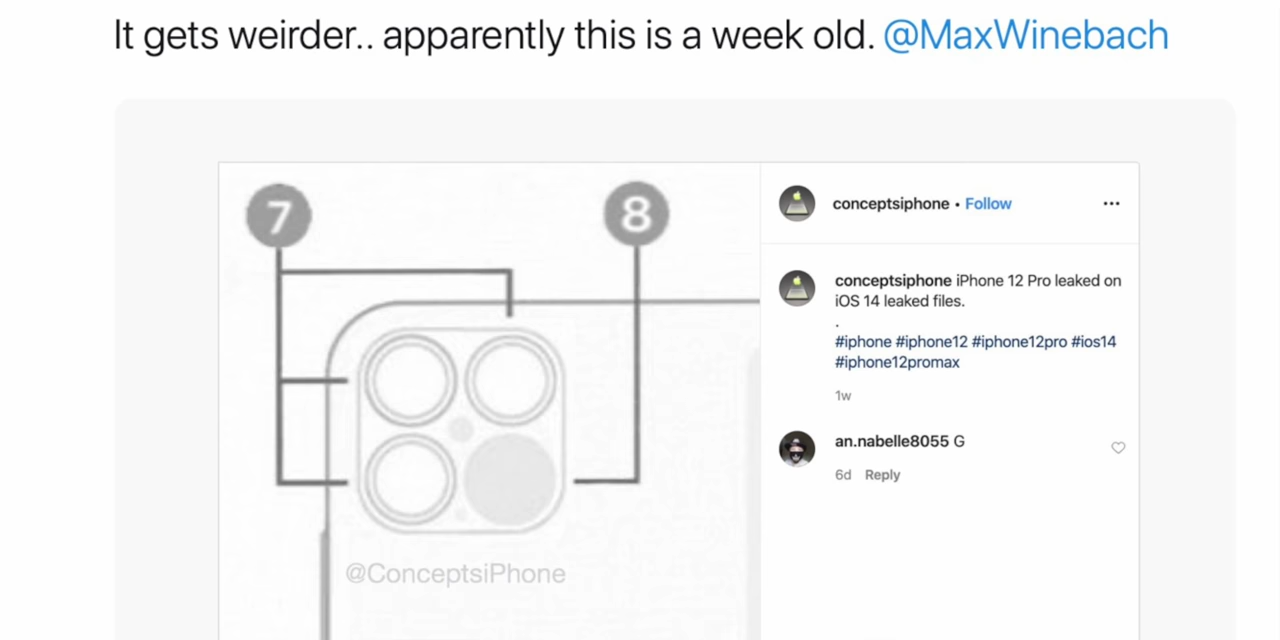 It gets weirder.. apparently this is a week old. @MaxWinebach
7
8
@ConceptsiPhone
conceptsiphone • Follow
...
conceptsiphone iPhone 12 Pro leaked on
iOS 14 leaked files.
.
#iphone #iphone12 #iphone12pro #ios14
#iphone12promax
1w
an.nabelle8055 G
6d Reply